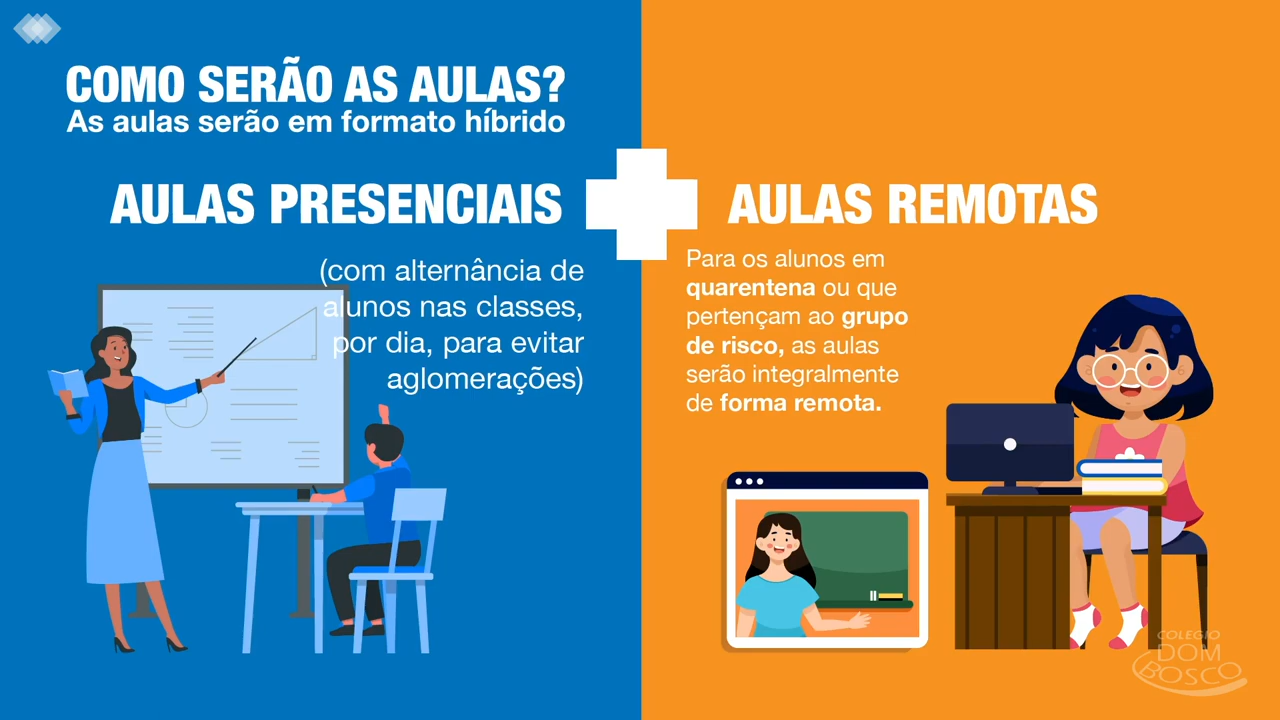 COMO SERÃO AS AULAS?
As aulas serão em formato híbrido
AULAS PRESENCIAIS
(com alternância de
alunos nas classes,
por dia, para evitar
aglomerações)
AULAS REMOTAS
Para os alunos em
quarentena ou que
pertençam ao grupo
de risco, as aulas
serão integralmente
de forma remota.
COLEGIO
DOM
BOSCO